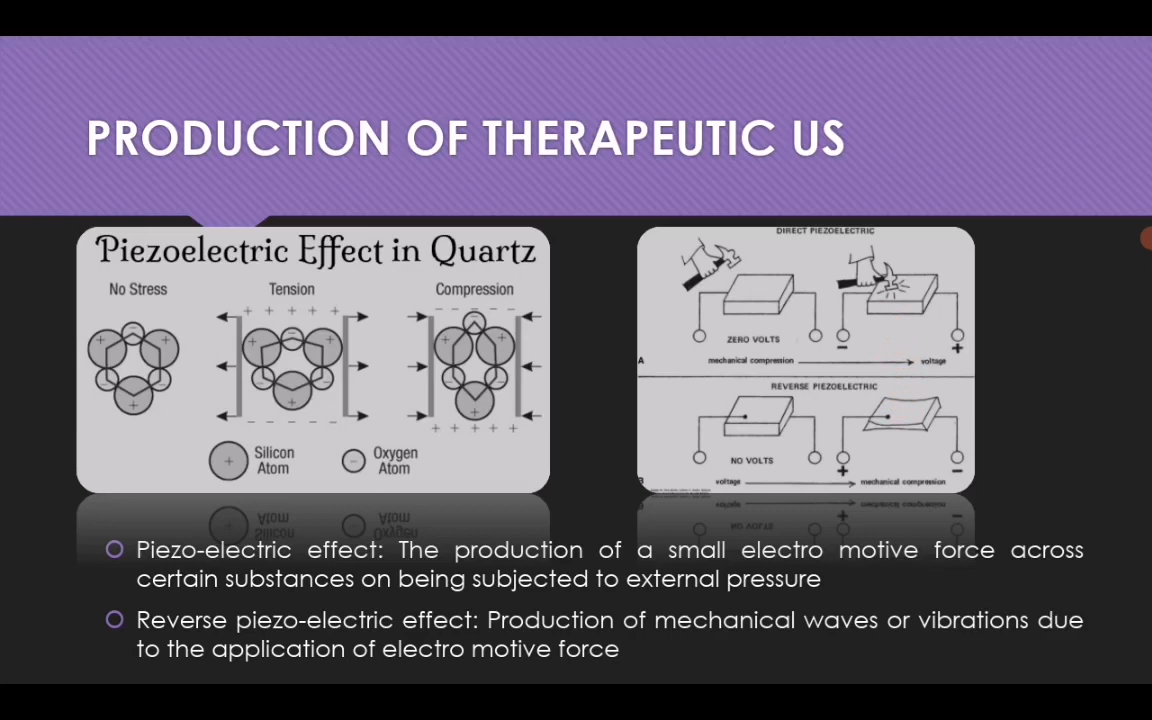 PRODUCTION OF THERAPEUTIC US
Piezoelectric Effect in Quartz
No Stress
Tension
Compression
+ + + + +
- - - - -
- - - - -
+ + + + +
+ Silicon Atom
- Oxygen Atom
DIRECT PIEZOELECTRIC
ZERO VOLTS
- +
A
mechanical compression voltage
REVERSE PIEZOELECTRIC
NO VOLTS
+ -
B
voltage mechanical compression
Piezo-electric effect: The production of a small electro motive force across
certain substances on being subjected to external pressure
Reverse piezo-electric effect: Production of mechanical waves or vibrations due
to the application of electro motive force